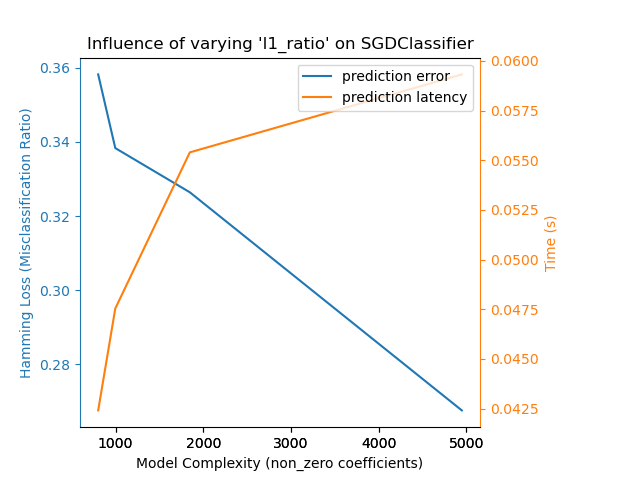 Influence of varying 'l1_ratio' on SGDClassifier
prediction error
prediction latency
0.36
0.34
0.32
0.30
0.28
Hamming Loss (Misclassification Ratio)
0.0600
0.0575
0.0550
0.0525
0.0500
0.0475
0.0450
0.0425
Time (s)
1000 2000 3000 4000 5000
Model Complexity (non_zero coefficients)